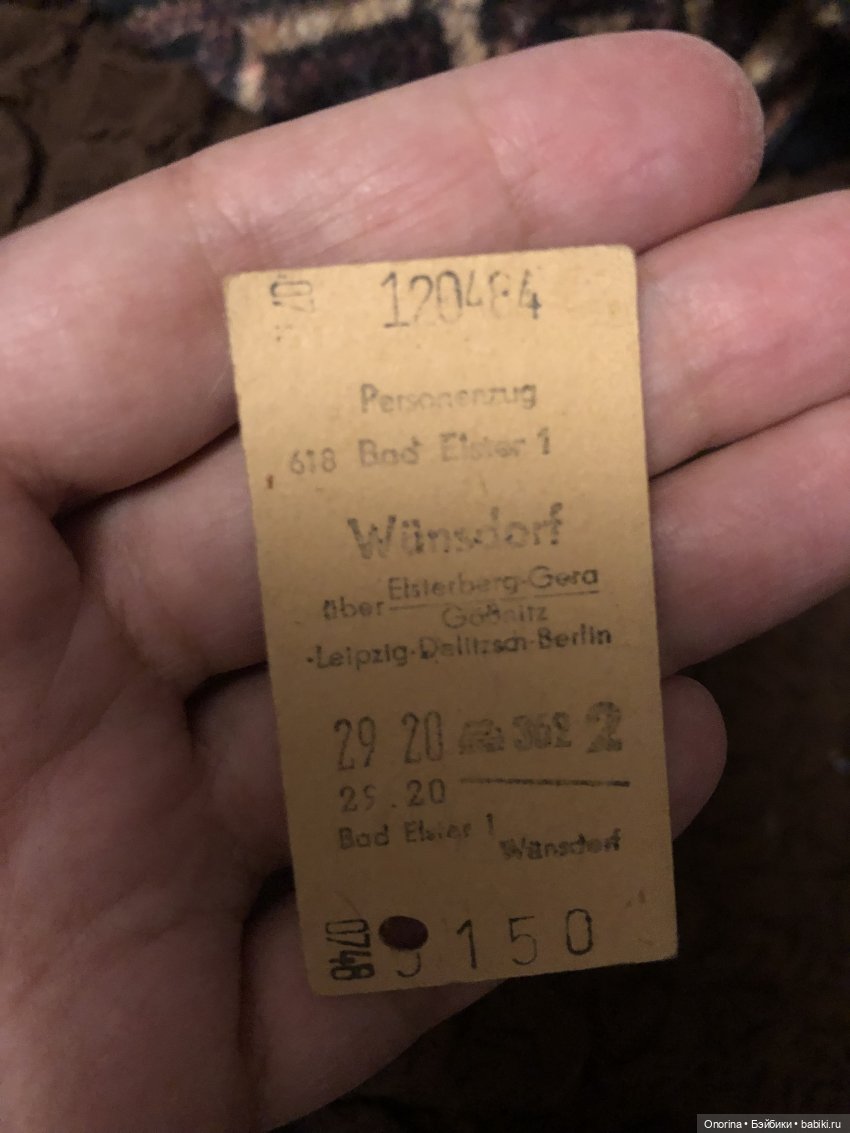 120484
Personenzug
618 Bad Elster 1
Wünsdorf
über Elsterberg-Gera
Gößnitz
-Leipzig-Delitzsch-Berlin
29 20 362 2
29.20
Bad Elster 1
Wünsdorf
0748
150
Onorina • Бэйбики • babiki.ru